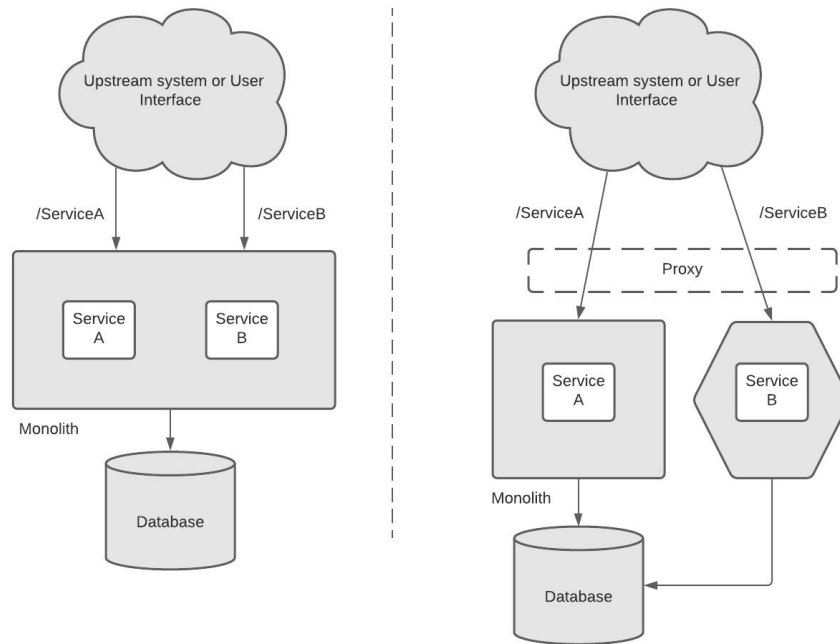 Upstream system or User
Interface
/ServiceA
/ServiceB
Service
A
Service
B
Monolith
Database
Upstream system or User
Interface
/ServiceA
/ServiceB
Proxy
Service
A
Service
B
Monolith
Database